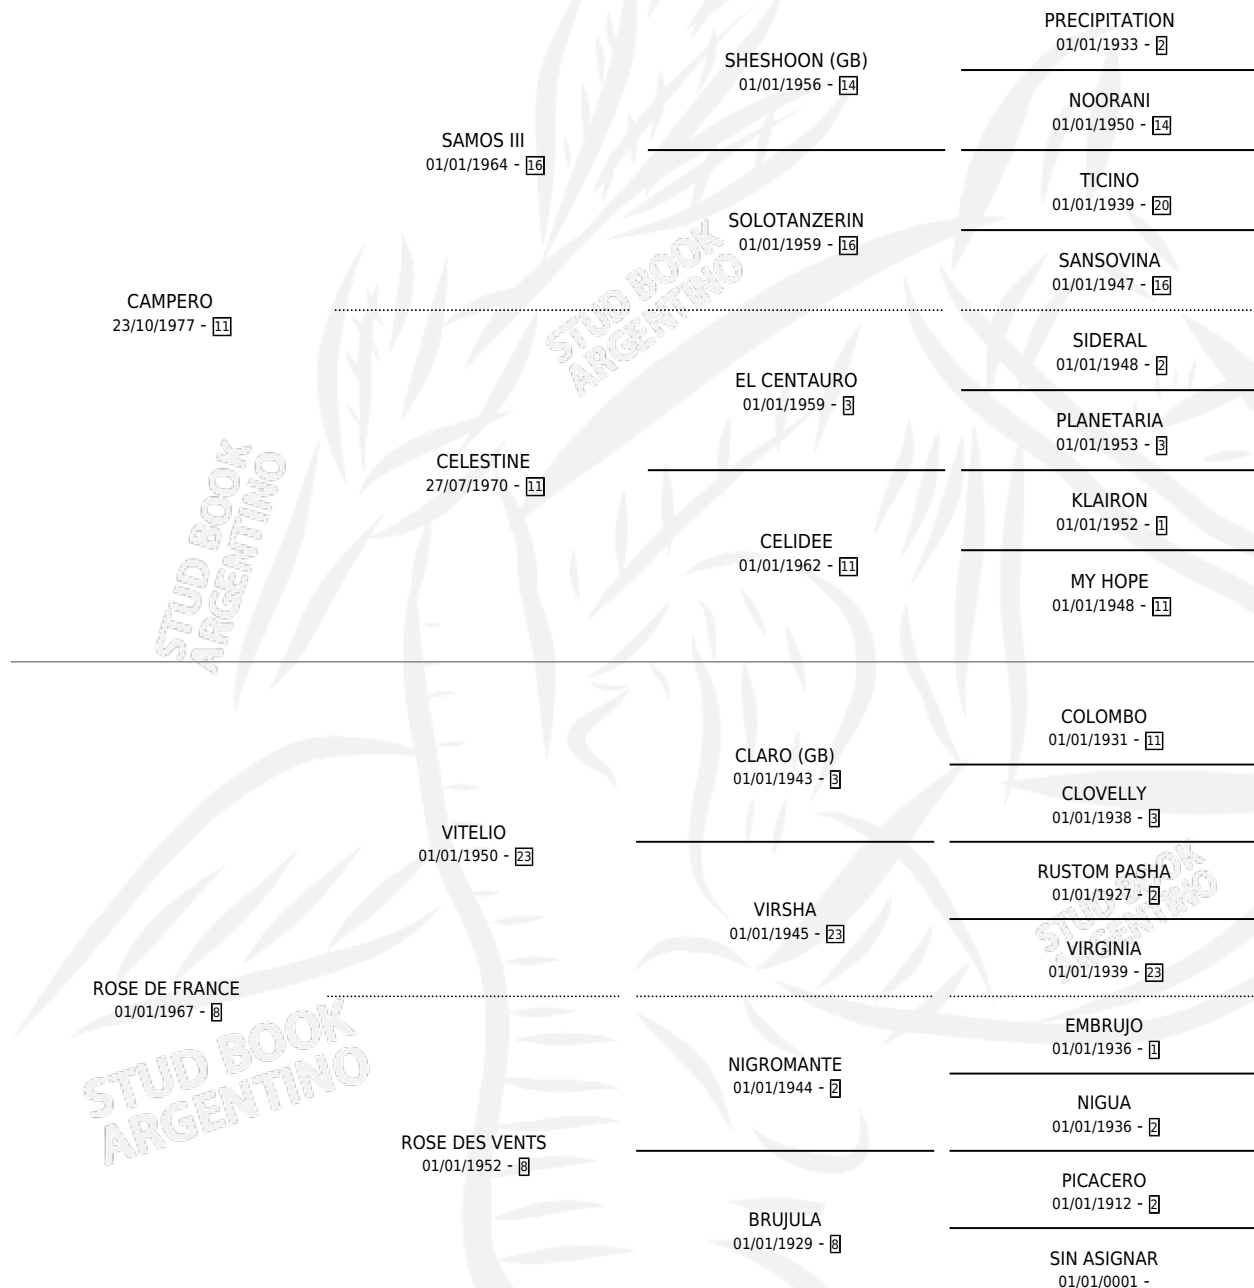 PRECIPITATION
01/01/1933 - 2
SHESHOON (GB)
01/01/1956 - 14
NOORANI
01/01/1950 - 14
SAMOS III
01/01/1964 - 16
TICINO
01/01/1939 - 20
SOLOTANZERIN
01/01/1959 - 16
SANSOVINA
01/01/1947 - 16
CAMPERO
23/10/1977 - 11
SIDERAL
01/01/1948 - 2
EL CENTAURO
01/01/1959 - 3
PLANETARIA
01/01/1953 - 3
CELESTINE
27/07/1970 - 11
KLAIRON
01/01/1952 - 1
CELIDEE
01/01/1962 - 11
MY HOPE
01/01/1948 - 11
COLOMBO
01/01/1931 - 11
CLARO (GB)
01/01/1943 - 3
CLOVELLY
01/01/1938 - 3
VITELIO
01/01/1950 - 23
RUSTOM PASHA
01/01/1927 - 2
VIRSHA
01/01/1945 - 23
VIRGINIA
01/01/1939 - 23
ROSE DE FRANCE
01/01/1967 - 8
EMBRUJO
01/01/1936 - 1
NIGROMANTE
01/01/1944 - 2
NIGUA
01/01/1936 - 2
ROSE DES VENTS
01/01/1952 - 8
PICACERO
01/01/1912 - 2
BRUJULA
01/01/1929 - 8
SIN ASIGNAR
01/01/0001 -
STUD BOOK
ARGENTINO
STUD BOOK
ARGENTINO
STUD BOOK
ARGENTINO
STUD BOOK
ARGENTINO